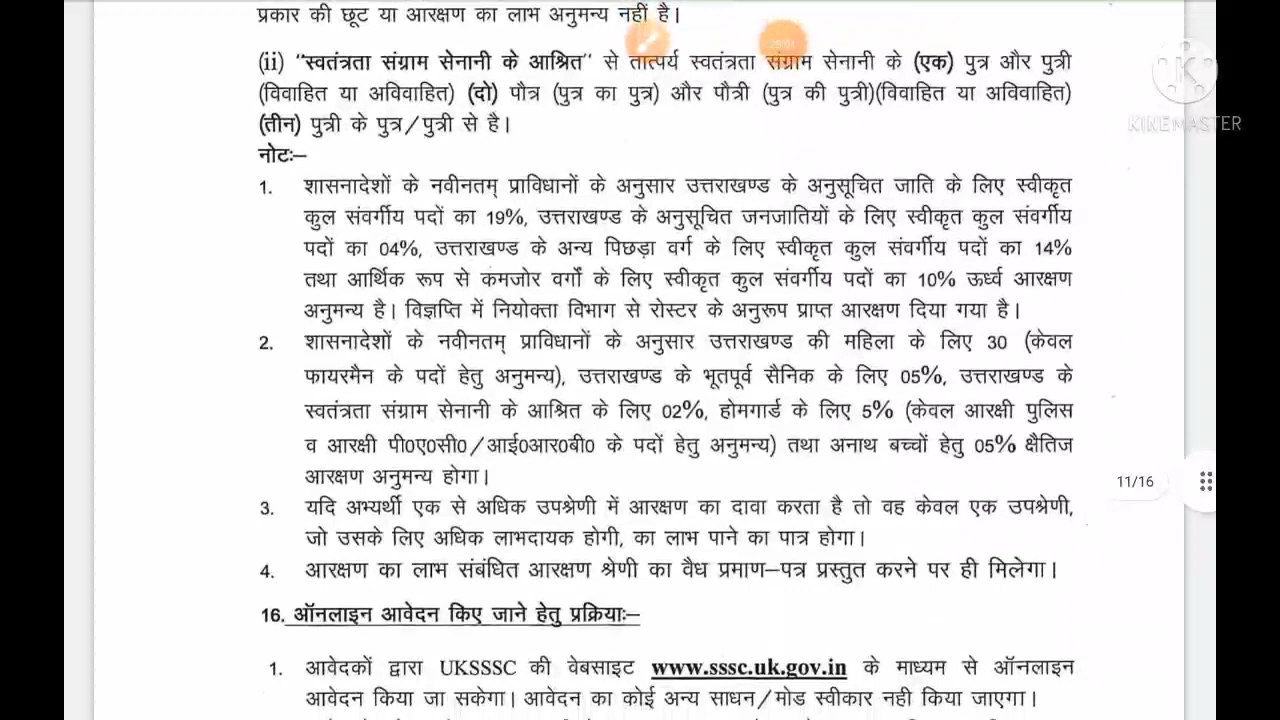 प्रकार की छूट या आरक्षण का लाभ अनुमन्य नहीं है।
(ii) "स्वतंत्रता संग्राम सेनानी के आश्रित" से तात्पर्य स्वतंत्रता संग्राम सेनानी के (एक) पुत्र और पुत्री
(विवाहित या अविवाहित) (दो) पौत्र (पुत्र का पुत्र) और पौत्री (पुत्र की पुत्री)(विवाहित या अविवाहित)
(तीन) पुत्री के पुत्र/पुत्री से है।
नोटः–
1. शासनादेशों के नवीनतम् प्राविधानों के अनुसार उत्तराखण्ड के अनुसूचित जाति के लिए स्वीकृत
कुल संवर्गीय पदों का 19%, उत्तराखण्ड के अनुसूचित जनजातियों के लिए स्वीकृत कुल संवर्गीय
पदों का 04%, उत्तराखण्ड के अन्य पिछड़ा वर्ग के लिए स्वीकृत कुल संवर्गीय पदों का 14%
तथा आर्थिक रूप से कमजोर वर्गों के लिए स्वीकृत कुल संवर्गीय पदों का 10% ऊर्ध्व आरक्षण
अनुमन्य है। विज्ञप्ति में नियोक्ता विभाग से रोस्टर के अनुरूप प्राप्त आरक्षण दिया गया है।
2. शासनादेशों के नवीनतम् प्राविधानों के अनुसार उत्तराखण्ड की महिला के लिए 30 (केवल
फायरमैन के पदों हेतु अनुमन्य), उत्तराखण्ड के भूतपूर्व सैनिक के लिए 05%, उत्तराखण्ड के
स्वतंत्रता संग्राम सेनानी के आश्रित के लिए 02%, होमगार्ड के लिए 5% (केवल आरक्षी पुलिस
व आरक्षी पी0ए0सी0/आई0आर0बी0 के पदों हेतु अनुमन्य) तथा अनाथ बच्चों हेतु 05% क्षैतिज
आरक्षण अनुमन्य होगा।
3. यदि अभ्यर्थी एक से अधिक उपश्रेणी में आरक्षण का दावा करता है तो वह केवल एक उपश्रेणी,
जो उसके लिए अधिक लाभदायक होगी, का लाभ पाने का पात्र होगा।
4. आरक्षण का लाभ संबंधित आरक्षण श्रेणी का वैध प्रमाण–पत्र प्रस्तुत करने पर ही मिलेगा।
16. ऑनलाइन आवेदन किए जाने हेतु प्रक्रियाः–
1. आवेदकों द्वारा UKSSSC की वेबसाइट www.sssc.uk.gov.in के माध्यम से ऑनलाइन
आवेदन किया जा सकेगा। आवेदन का कोई अन्य साधन/मोड स्वीकार नही किया जाएगा।
11/16
KINEMASTER